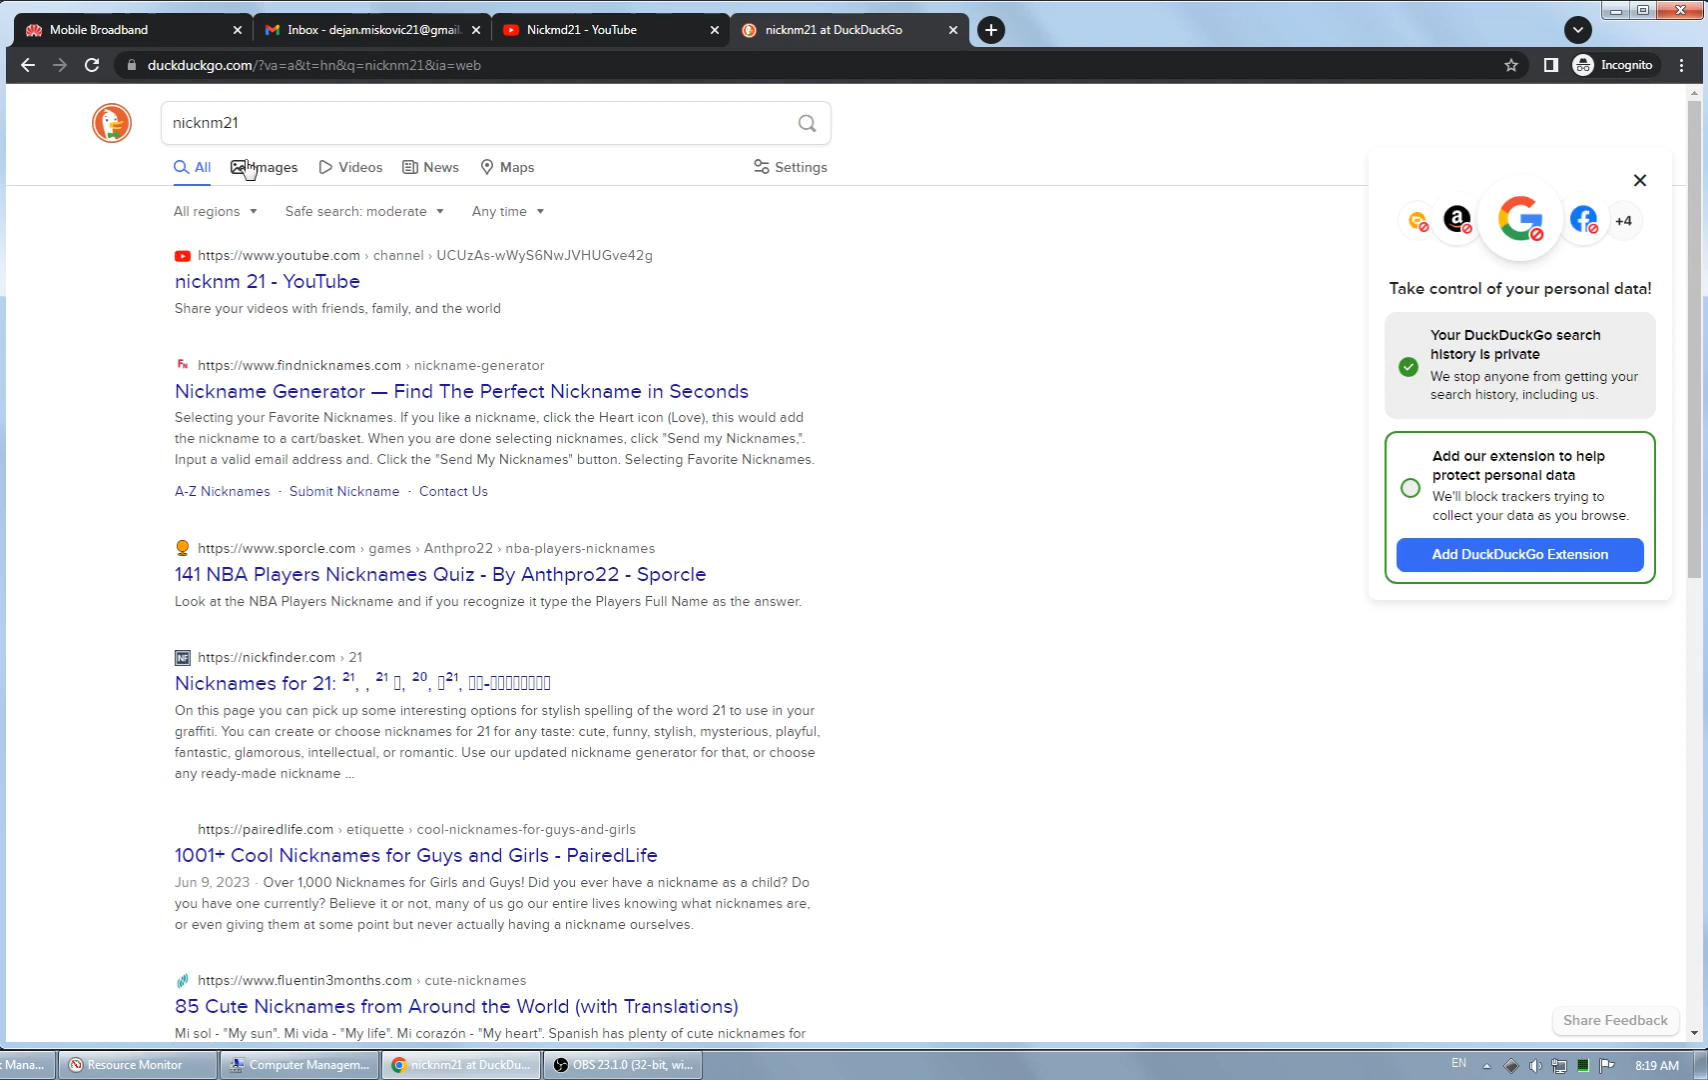 Mobile Broadband
Inbox - dejan.miskovic21@gmail.
Nickmd21 - YouTube
nicknm21 at DuckDuckGo
duckduckgo.com/?va=a&t=hn&q=nicknm21&ia=web
Incognito
nicknm21
All
Images
Videos
News
Maps
Settings
All regions
Safe search: moderate
Any time
https://www.youtube.com › channel › UCUzAs-wWyS6NwJVHUGve42g
nicknm 21 - YouTube
Share your videos with friends, family, and the world
https://www.findnicknames.com › nickname-generator
Nickname Generator — Find The Perfect Nickname in Seconds
Selecting your Favorite Nicknames. If you like a nickname, click the Heart icon (Love), this would add
the nickname to a cart/basket. When you are done selecting nicknames, click "Send my Nicknames,".
Input a valid email address and. Click the "Send My Nicknames" button. Selecting Favorite Nicknames.
A-Z Nicknames · Submit Nickname · Contact Us
https://www.sporcle.com › games › Anthpro22 › nba-players-nicknames
141 NBA Players Nicknames Quiz - By Anthpro22 - Sporcle
Look at the NBA Players Nickname and if you recognize it type the Players Full Name as the answer.
NF
https://nickfinder.com › 21
Nicknames for 21: ²¹, , ²¹ ▯, ²⁰, ▯²¹, ▯▯-▯▯▯▯▯▯▯▯
On this page you can pick up some interesting options for stylish spelling of the word 21 to use in your
graffiti. You can create or choose nicknames for 21 for any taste: cute, funny, stylish, mysterious, playful,
fantastic, glamorous, intellectual, or romantic. Use our updated nickname generator for that, or choose
any ready-made nickname ...
https://pairedlife.com › etiquette › cool-nicknames-for-guys-and-girls
1001+ Cool Nicknames for Guys and Girls - PairedLife
Jun 9, 2023 · Over 1,000 Nicknames for Girls and Guys! Did you ever have a nickname as a child? Do
you have one currently? Believe it or not, many of us go our entire lives knowing what nicknames are,
or even giving them at some point but never actually having a nickname ourselves.
https://www.fluentin3months.com › cute-nicknames
85 Cute Nicknames from Around the World (with Translations)
Mi sol - "My sun". Mi vida - "My life". Mi corazón - "My heart". Spanish has plenty of cute nicknames for
+4
Take control of your personal data!
Your DuckDuckGo search
history is private
We stop anyone from getting your
search history, including us.
Add our extension to help
protect personal data
We'll block trackers trying to
collect your data as you browse.
Add DuckDuckGo Extension
Share Feedback
Mana...
Resource Monitor
Computer Managem...
nicknm21 at DuckDu...
OBS 23.1.0 (32-bit, wi...
EN
8:19 AM